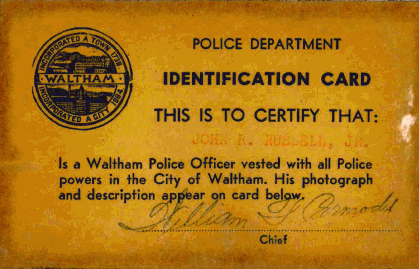 INCORPORATED A TOWN 1738
WALTHAM
INCORPORATED A CITY 1884
POLICE DEPARTMENT
IDENTIFICATION CARD
THIS IS TO CERTIFY THAT:
JOHN R. RUSSELL, JR.
Is a Waltham Police Officer vested with all Police
powers in the City of Waltham. His photograph
and description appear on card below.
William
Chief